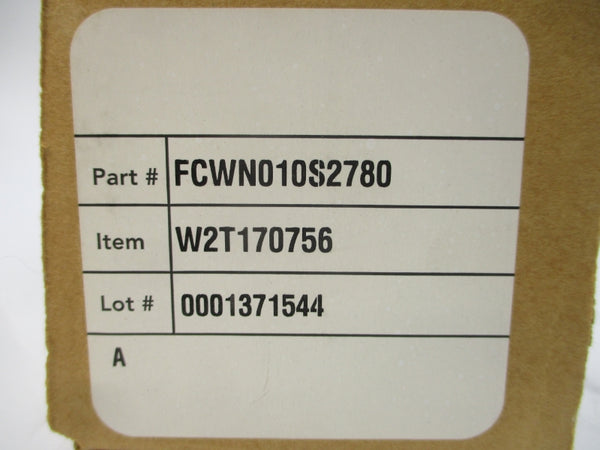 Part # FCWN010S2780
Item W2T170756
Lot # 0001371544
A